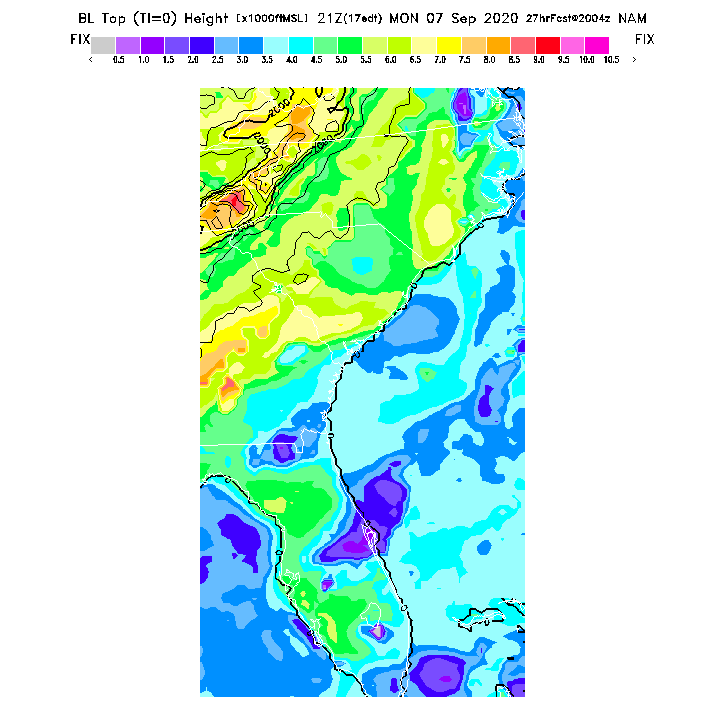 BL Top (TI=0) Height [x1000ftMSL] 21Z(17edt) MON 07 Sep 2020 27hrFcst@2004z NAM
FIX FIX
< 0.5 1.0 1.5 2.0 2.5 3.0 3.5 4.0 4.5 5.0 5.5 6.0 6.5 7.0 7.5 8.0 8.5 9.0 9.5 10.0 10.5 >
2000
2000